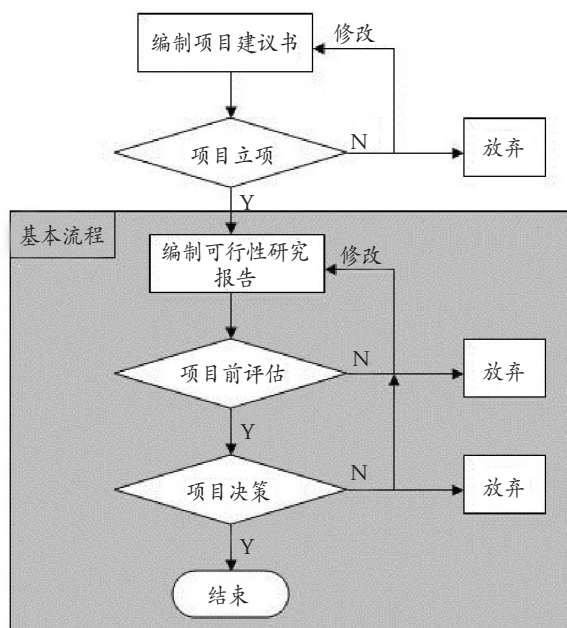 编制项目建议书
修改
项目立项
N
放弃
Y
基本流程
编制可行性研究
报告
修改
项目前评估
N
放弃
Y
项目决策
N
放弃
Y
结束